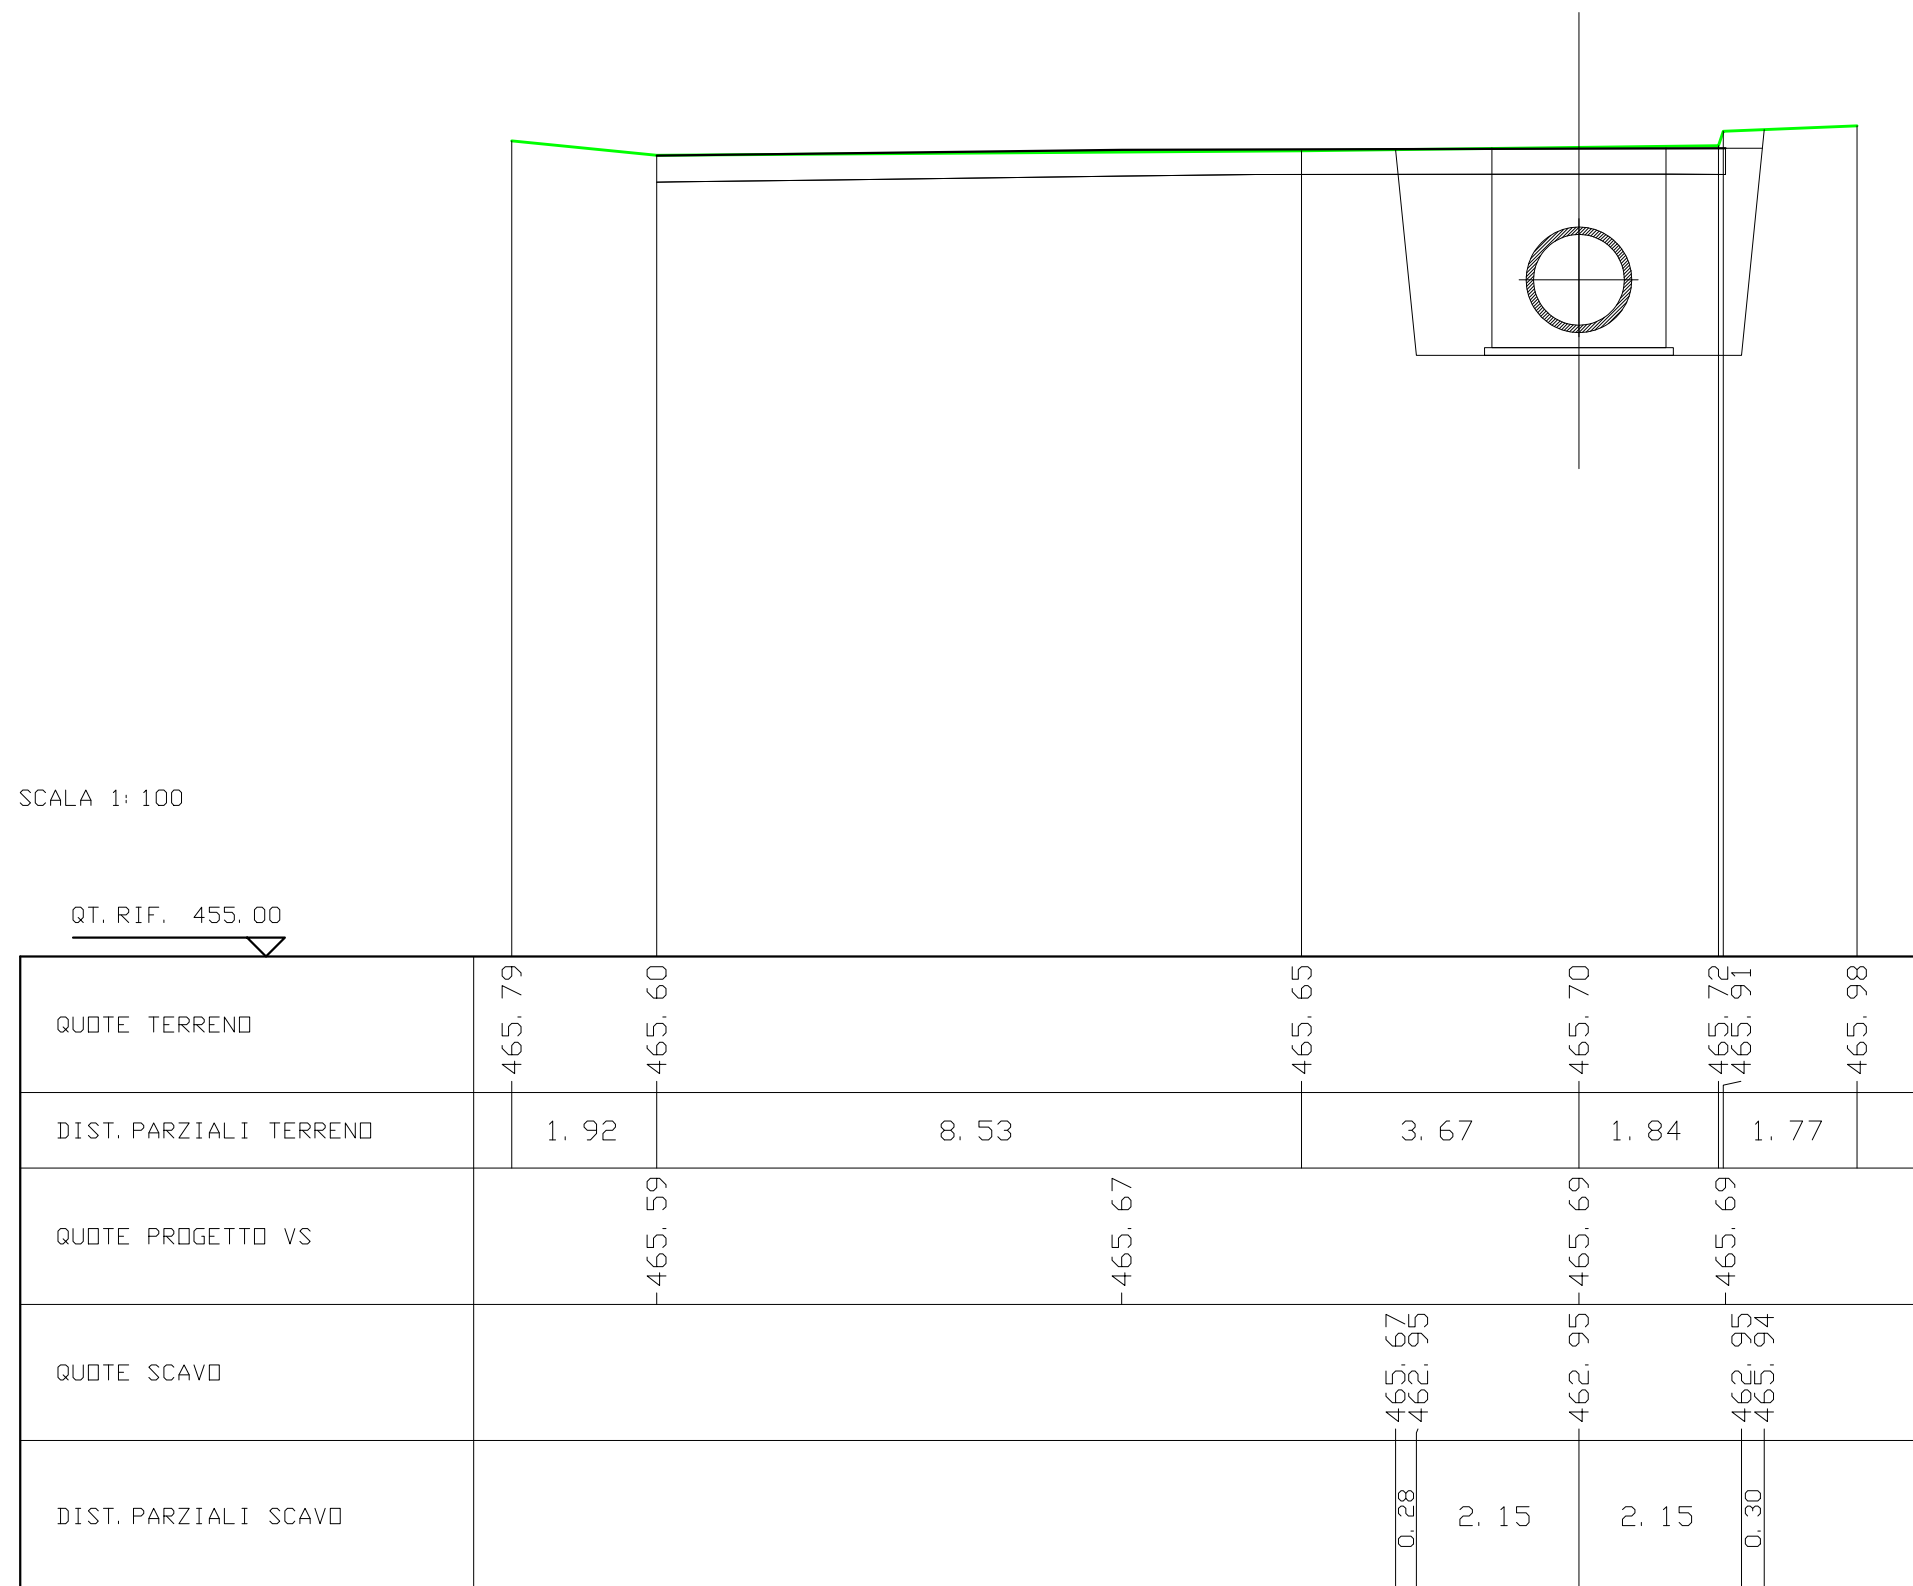 SCALA 1:100
QT.RIF. 455.00
QUOTE TERRENO 465.79 465.60 465.65 465.70 465.72 465.91 465.98
DIST.PARZIALI TERRENO 1.92 8.53 3.67 1.84 1.77
QUOTE PROGETTO VS 465.59 465.67 465.69 465.69
QUOTE SCAVO 465.67 462.95 462.95 462.95 465.94
DIST.PARZIALI SCAVO 0.28 2.15 2.15 0.30